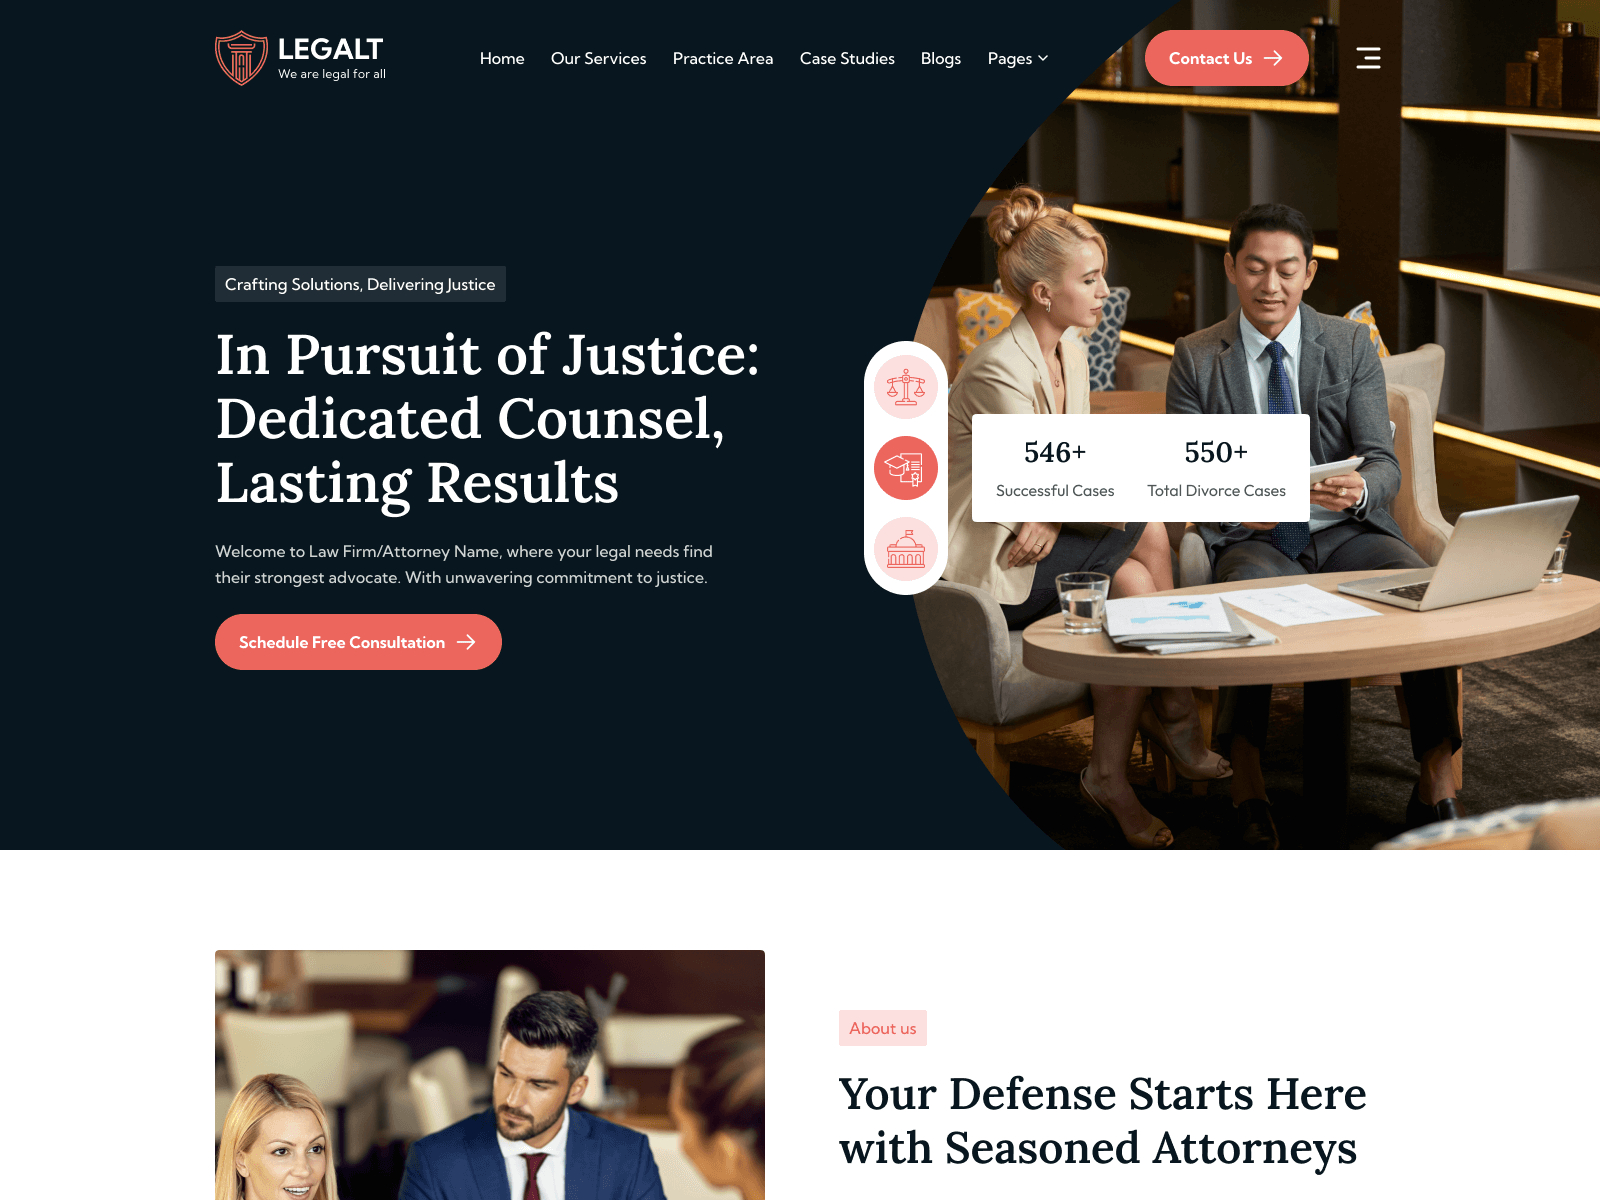 LEGALT
We are legal for all
Home
Our Services
Practice Area
Case Studies
Blogs
Pages
Contact Us
Crafting Solutions, Delivering Justice
In Pursuit of Justice:
Dedicated Counsel,
Lasting Results
Welcome to Law Firm/Attorney Name, where your legal needs find
their strongest advocate. With unwavering commitment to justice.
Schedule Free Consultation
546+
Successful Cases
550+
Total Divorce Cases
About us
Your Defense Starts Here
with Seasoned Attorneys